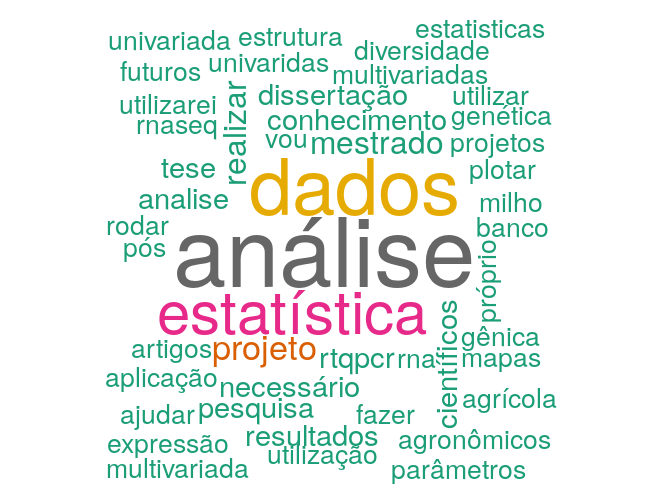 univariada estrutura estatisticas
futuros univaridas diversidade
multivariadas
utilizarei realizar dissertação utilizar
rnaseq conhecimento genética
vou mestrado projetos
tese dados plotar
analise milho
rodar banco
pós análise próprio
estatística
artigos projeto rtqpcr rna científicos gênica
mapas
aplicação necessário agrícola
ajudar pesquisa fazer
expressão resultados agronômicos
multivariada utilização parâmetros